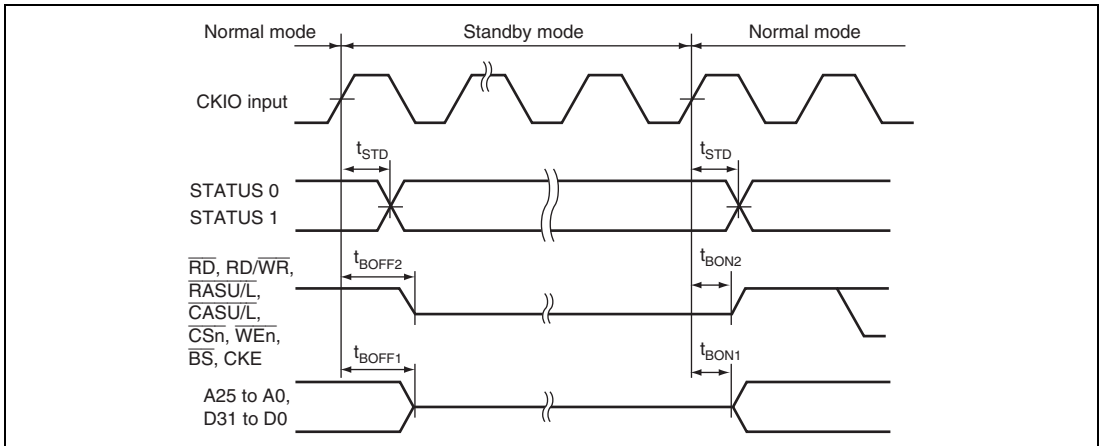 Normal mode Standby mode Normal mode
CKIO input
tSTD tSTD
STATUS 0
STATUS 1
tBOFF2 tBON2
RD, RD/WR,
RASU/L,
CASU/L,
CSn, WEn,
BS, CKE
tBOFF1 tBON1
A25 to A0,
D31 to D0